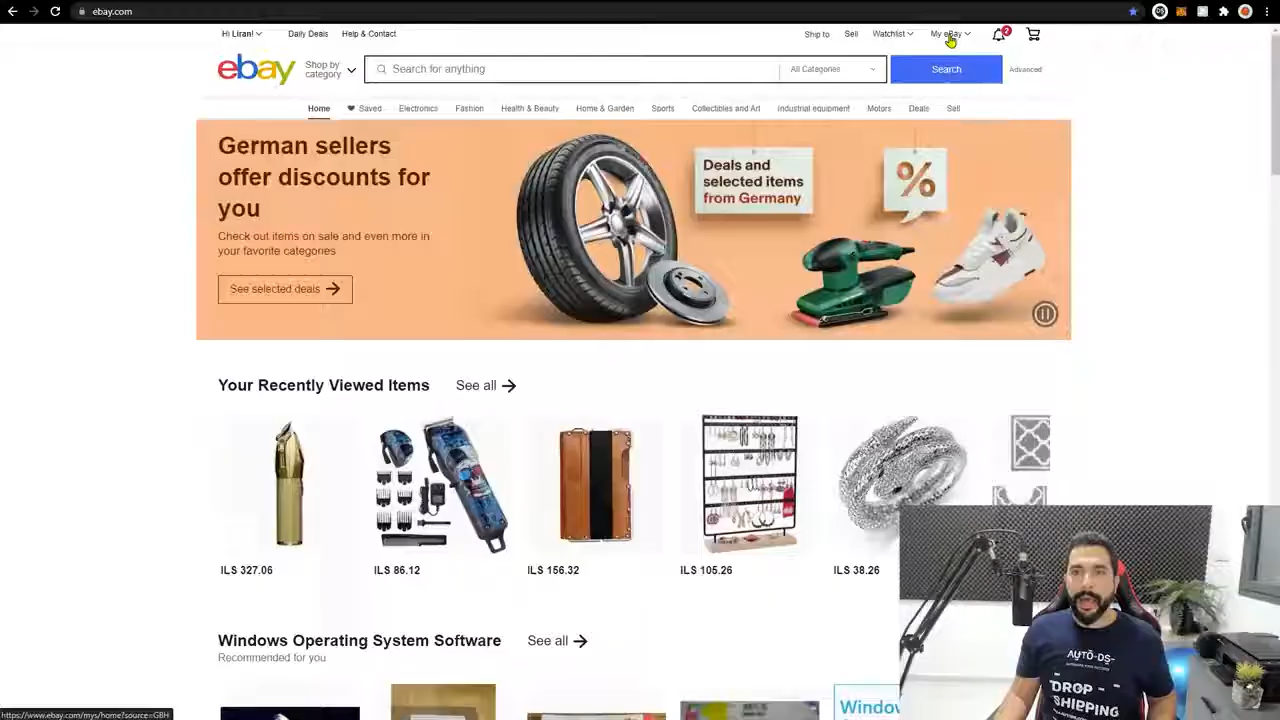 ebay.com
Hi Liran!
Daily Deals
Help & Contact
Ship to
Sell
Watchlist
My eBay
2
ebay
Shop by
category
Search for anything
All Categories
Search
Advanced
Home
Saved
Electronics
Fashion
Health & Beauty
Home & Garden
Sports
Collectibles and Art
Industrial equipment
Motors
Deals
Sell
German sellers
offer discounts for
you
Check out items on sale and even more in
your favorite categories
See selected deals
Deals and
selected items
from Germany
%
Your Recently Viewed Items
See all
ILS 327.06
ILS 86.12
ILS 156.32
ILS 105.26
ILS 38.26
Windows Operating System Software
See all
Recommended for you
Window
AUTO-DS
DROP
SHIPPING
https://www.ebay.com/mys/home?source=GBH